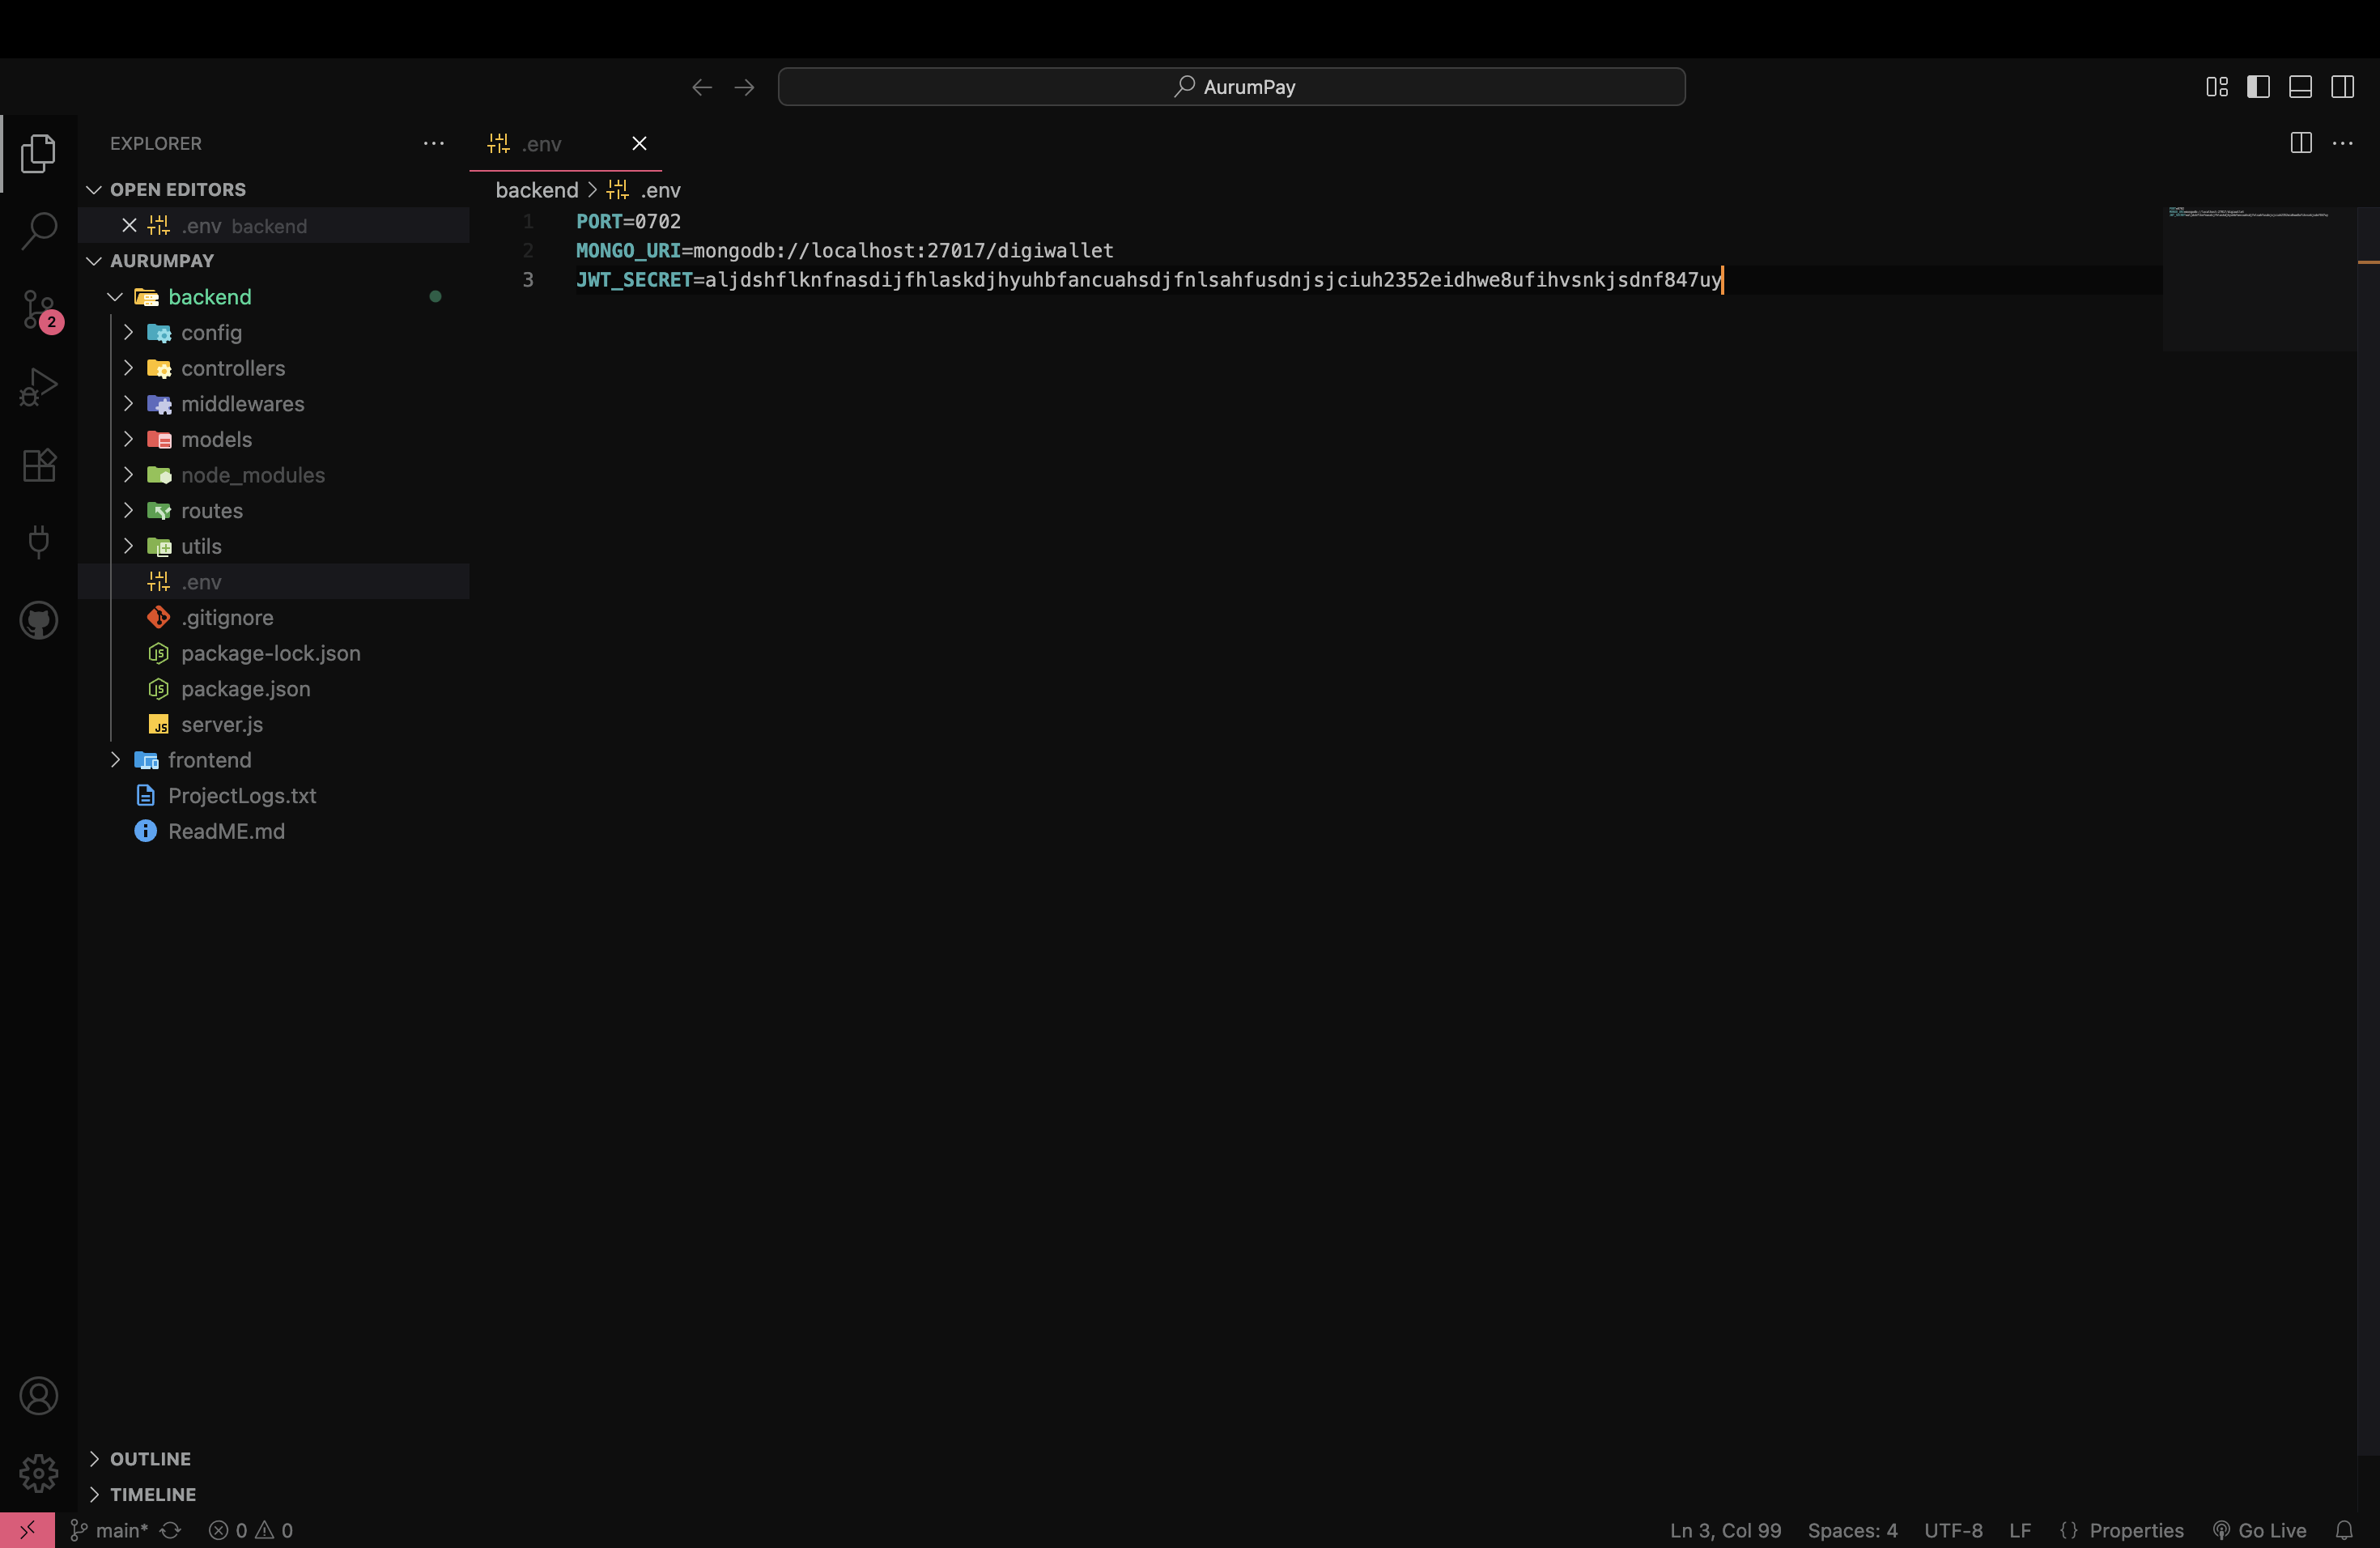 AurumPay
EXPLORER
.env
OPEN EDITORS
.env backend
AURUMPAY
backend
config
controllers
middlewares
models
node_modules
routes
utils
.env
.gitignore
package-lock.json
package.json
server.js
frontend
ProjectLogs.txt
ReadME.md
OUTLINE
TIMELINE
2
backend > .env
1 PORT=0702
2 MONGO_URI=mongodb://localhost:27017/digiwallet
3 JWT_SECRET=aljdshflknfnasdijfhlaskdjhyuhbfancuahsdjfnlsahfusdnjsjciuh2352eidhwe8ufihvsnkjsdnf847uy
main* 0 0
Ln 3, Col 99 Spaces: 4 UTF-8 LF {} Properties Go Live